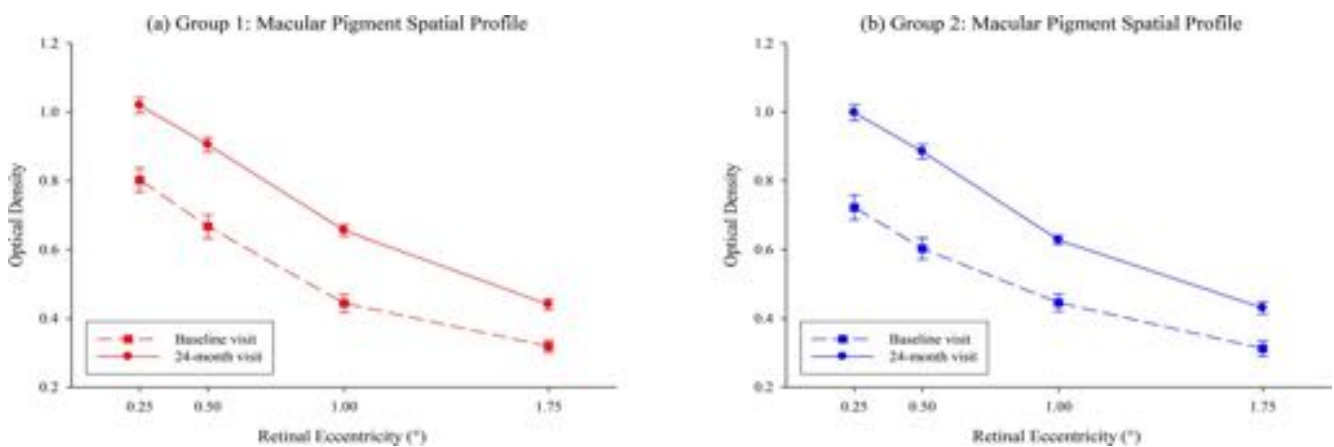 (a) Group 1: Macular Pigment Spatial Profile
1.2
1.0
0.8
0.6
0.4
0.2
Optical Density
Baseline visit
24-month visit
0.25 0.50 1.00 1.75
Retinal Eccentricity (°)
(b) Group 2: Macular Pigment Spatial Profile
1.2
1.0
0.8
0.6
0.4
0.2
Optical Density
Baseline visit
24-month visit
0.25 0.50 1.00 1.75
Retinal Eccentricity (°)